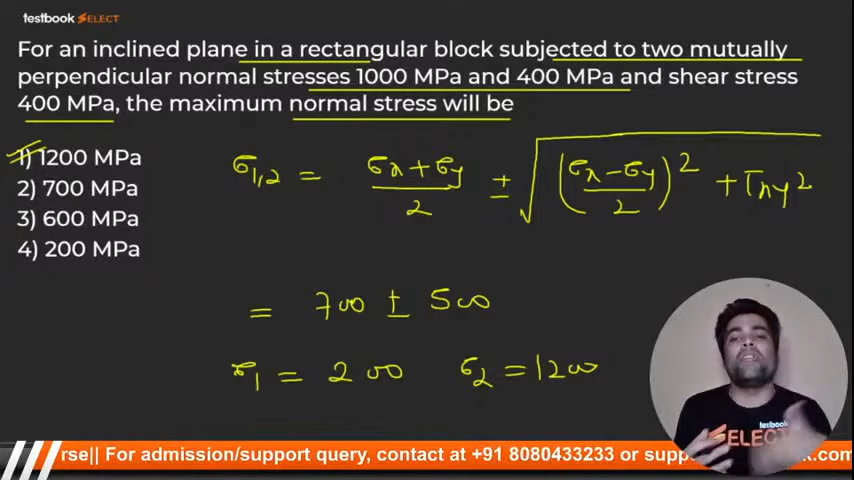 testbook SELECT
For an inclined plane in a rectangular block subjected to two mutually
perpendicular normal stresses 1000 MPa and 400 MPa and shear stress
400 MPa, the maximum normal stress will be
1) 1200 MPa
2) 700 MPa
3) 600 MPa
4) 200 MPa
σ1,2 = σx + σy / 2 ± √((σx - σy / 2)² + τxy²)
= 700 ± 500
σ1 = 200 σ2 = 1200
testbook
SELECT
rse|| For admission/support query, contact at +91 8080433233 or supp k.com